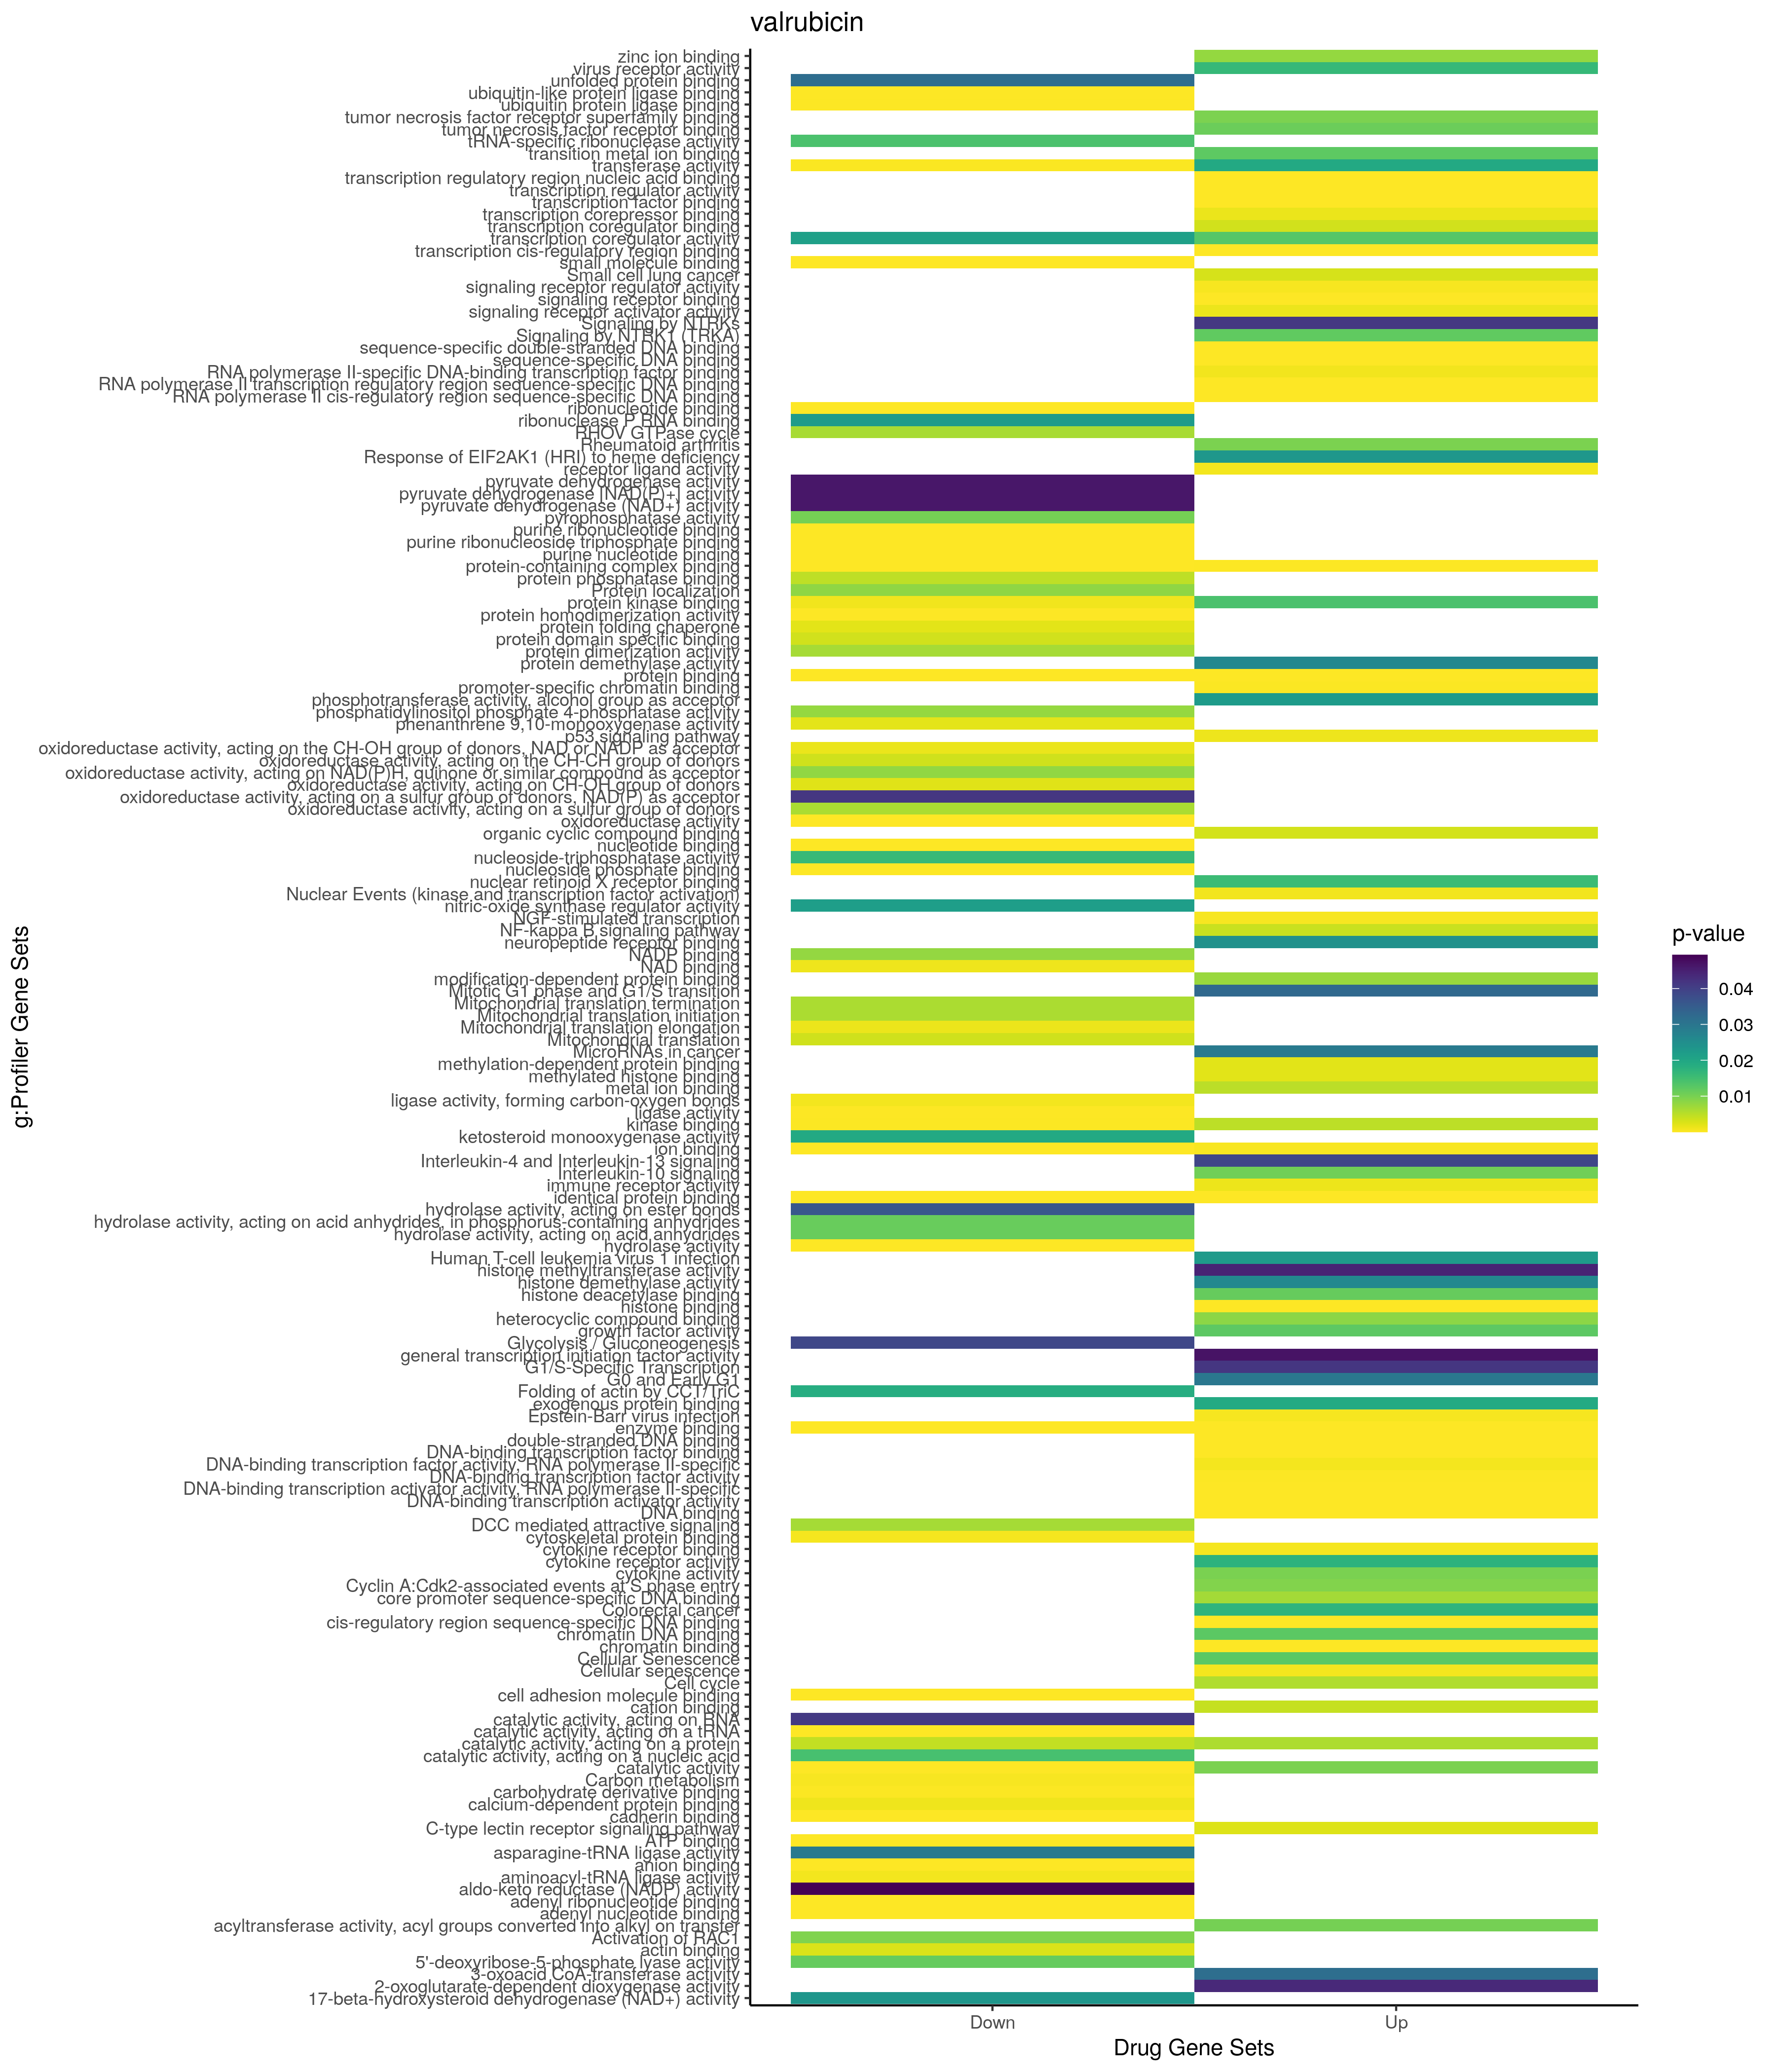 valrubicin
zinc ion binding
virus receptor activity
unfolded protein binding
ubiquitin-like protein ligase binding
ubiquitin protein ligase binding
tumor necrosis factor receptor superfamily binding
tumor necrosis factor receptor binding
tRNA-specific ribonuclease activity
transition metal ion binding
transferase activity
transcription regulatory region nucleic acid binding
transcription regulator activity
transcription factor binding
transcription corepressor binding
transcription coregulator binding
transcription coregulator activity
transcription cis-regulatory region binding
small molecule binding
Small cell lung cancer
signaling receptor regulator activity
signaling receptor binding
signaling receptor activator activity
Signaling by NTRKs
Signaling by NTRK1 (TRKA)
sequence-specific double-stranded DNA binding
sequence-specific DNA binding
RNA polymerase II-specific DNA-binding transcription factor binding
RNA polymerase II transcription regulatory region sequence-specific DNA binding
RNA polymerase II cis-regulatory region sequence-specific DNA binding
ribonucleotide binding
ribonuclease P RNA binding
RHOV GTPase cycle
Rheumatoid arthritis
Response of EIF2AK1 (HRI) to heme deficiency
receptor ligand activity
pyruvate dehydrogenase activity
pyruvate dehydrogenase [NAD(P)+] activity
pyruvate dehydrogenase (NAD+) activity
pyrophosphatase activity
purine ribonucleotide binding
purine ribonucleoside triphosphate binding
purine nucleotide binding
protein-containing complex binding
protein phosphatase binding
Protein localization
protein kinase binding
protein homodimerization activity
protein folding chaperone
protein domain specific binding
protein dimerization activity
protein demethylase activity
protein binding
promoter-specific chromatin binding
phosphotransferase activity, alcohol group as acceptor
phosphatidylinositol phosphate 4-phosphatase activity
phenanthrene 9,10-monooxygenase activity
p53 signaling pathway
oxidoreductase activity, acting on the CH-OH group of donors, NAD or NADP as acceptor
oxidoreductase activity, acting on the CH-CH group of donors
oxidoreductase activity, acting on NAD(P)H, quinone or similar compound as acceptor
oxidoreductase activity, acting on CH-OH group of donors
oxidoreductase activity, acting on a sulfur group of donors, NAD(P) as acceptor
oxidoreductase activity, acting on a sulfur group of donors
oxidoreductase activity
organic cyclic compound binding
nucleotide binding
nucleoside-triphosphatase activity
nucleoside phosphate binding
nuclear retinoid X receptor binding
Nuclear Events (kinase and transcription factor activation)
nitric-oxide synthase regulator activity
NGF-stimulated transcription
NF-kappa B signaling pathway
neuropeptide receptor binding
NADP binding
NAD binding
modification-dependent protein binding
Mitotic G1 phase and G1/S transition
Mitochondrial translation termination
Mitochondrial translation initiation
Mitochondrial translation elongation
Mitochondrial translation
MicroRNAs in cancer
methylation-dependent protein binding
methylated histone binding
metal ion binding
ligase activity, forming carbon-oxygen bonds
ligase activity
kinase binding
ketosteroid monooxygenase activity
ion binding
Interleukin-4 and Interleukin-13 signaling
Interleukin-10 signaling
immune receptor activity
identical protein binding
hydrolase activity, acting on ester bonds
hydrolase activity, acting on acid anhydrides, in phosphorus-containing anhydrides
hydrolase activity, acting on acid anhydrides
hydrolase activity
Human T-cell leukemia virus 1 infection
histone methyltransferase activity
histone demethylase activity
histone deacetylase binding
histone binding
heterocyclic compound binding
growth factor activity
Glycolysis / Gluconeogenesis
general transcription initiation factor activity
G1/S-Specific Transcription
G0 and Early G1
Folding of actin by CCT/TriC
exogenous protein binding
Epstein-Barr virus infection
enzyme binding
double-stranded DNA binding
DNA-binding transcription factor binding
DNA-binding transcription factor activity, RNA polymerase II-specific
DNA-binding transcription factor activity
DNA-binding transcription activator activity, RNA polymerase II-specific
DNA-binding transcription activator activity
DNA binding
DCC mediated attractive signaling
cytoskeletal protein binding
cytokine receptor binding
cytokine receptor activity
cytokine activity
Cyclin A:Cdk2-associated events at S phase entry
core promoter sequence-specific DNA binding
Colorectal cancer
cis-regulatory region sequence-specific DNA binding
chromatin DNA binding
chromatin binding
Cellular Senescence
Cellular senescence
Cell cycle
cell adhesion molecule binding
cation binding
catalytic activity, acting on RNA
catalytic activity, acting on a tRNA
catalytic activity, acting on a protein
catalytic activity, acting on a nucleic acid
catalytic activity
Carbon metabolism
carbohydrate derivative binding
calcium-dependent protein binding
cadherin binding
C-type lectin receptor signaling pathway
ATP binding
asparagine-tRNA ligase activity
anion binding
aminoacyl-tRNA ligase activity
aldo-keto reductase (NADP) activity
adenyl ribonucleotide binding
adenyl nucleotide binding
acyltransferase activity, acyl groups converted into alkyl on transfer
Activation of RAC1
actin binding
5'-deoxyribose-5-phosphate lyase activity
3-oxoacid CoA-transferase activity
2-oxoglutarate-dependent dioxygenase activity
17-beta-hydroxysteroid dehydrogenase (NAD+) activity
Down
Up
Drug Gene Sets
g:Profiler Gene Sets
p-value
0.04
0.03
0.02
0.01